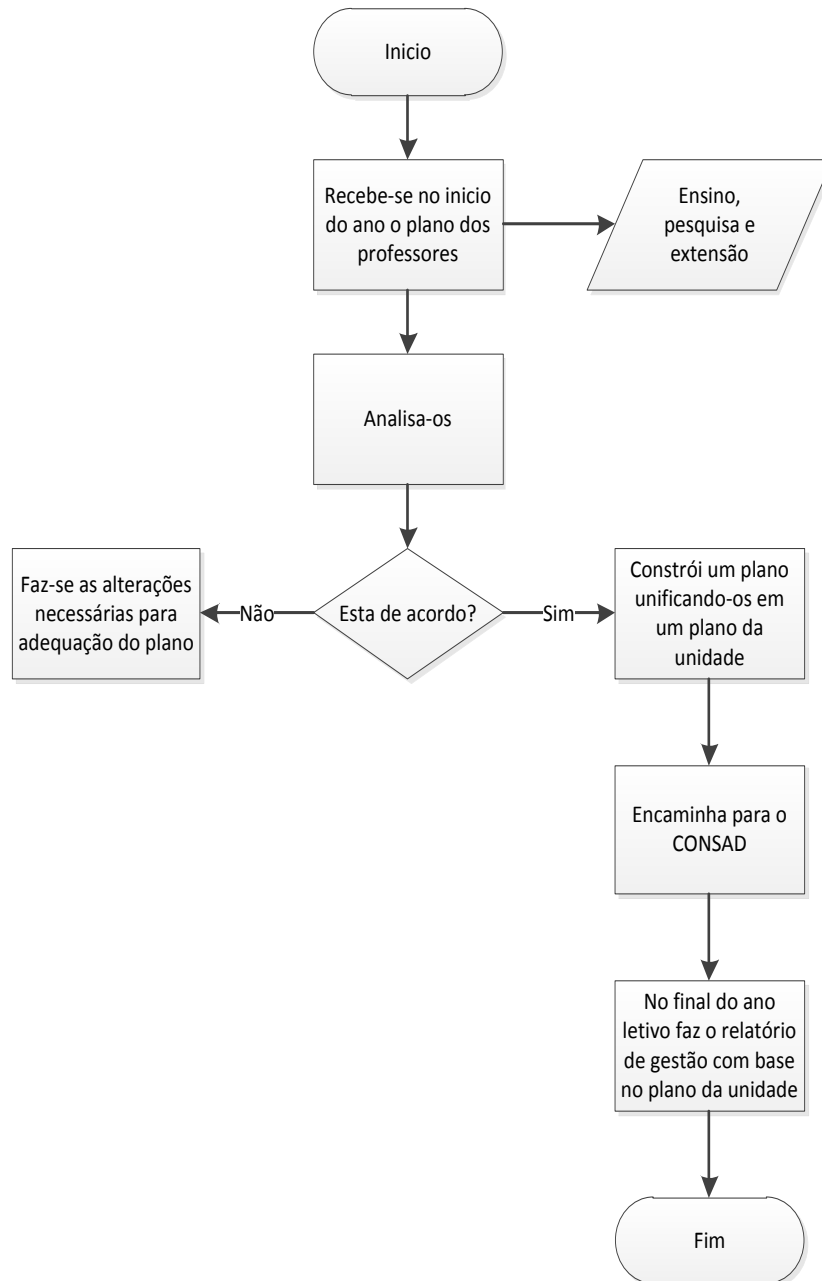 Inicio
Recebe-se no inicio
do ano o plano dos
professores
Ensino,
pesquisa e
extensão
Analisa-os
Faz-se as alterações
necessárias para
adequação do plano
Não
Esta de acordo?
Sim
Constrói um plano
unificando-os em
um plano da
unidade
Encaminha para o
CONSAD
No final do ano
letivo faz o relatório
de gestão com base
no plano da unidade
Fim